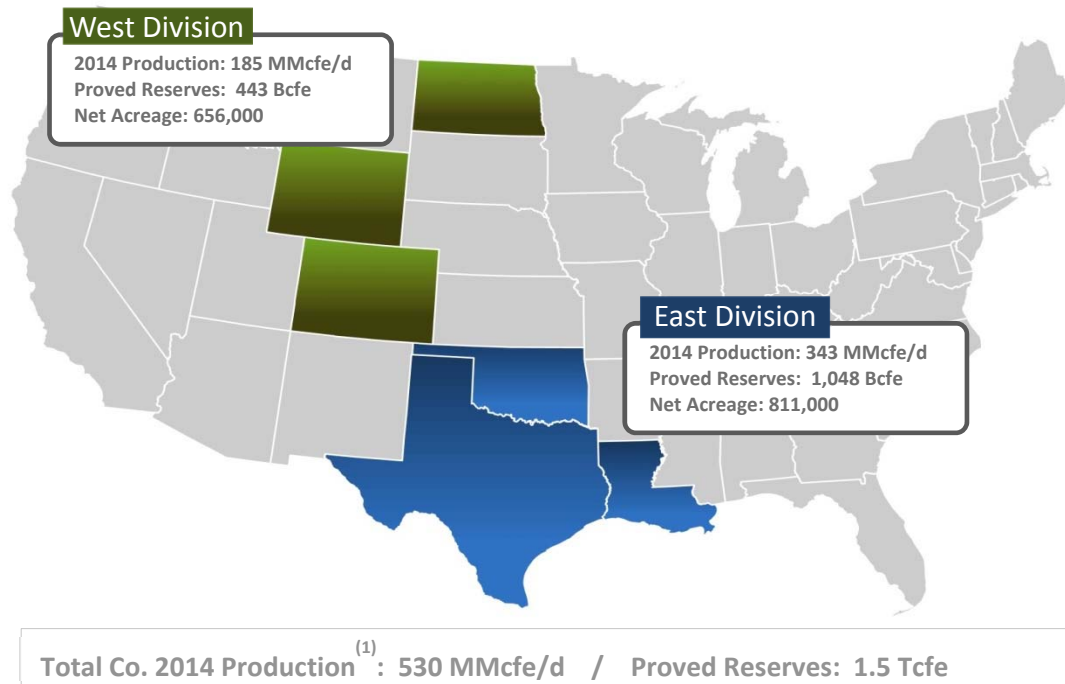 West Division
2014 Production: 185 MMcfe/d
Proved Reserves: 443 Bcfe
Net Acreage: 656,000
East Division
2014 Production: 343 MMcfe/d
Proved Reserves: 1,048 Bcfe
Net Acreage: 811,000
Total Co. 2014 Production(1): 530 MMcfe/d / Proved Reserves: 1.5 Tcfe